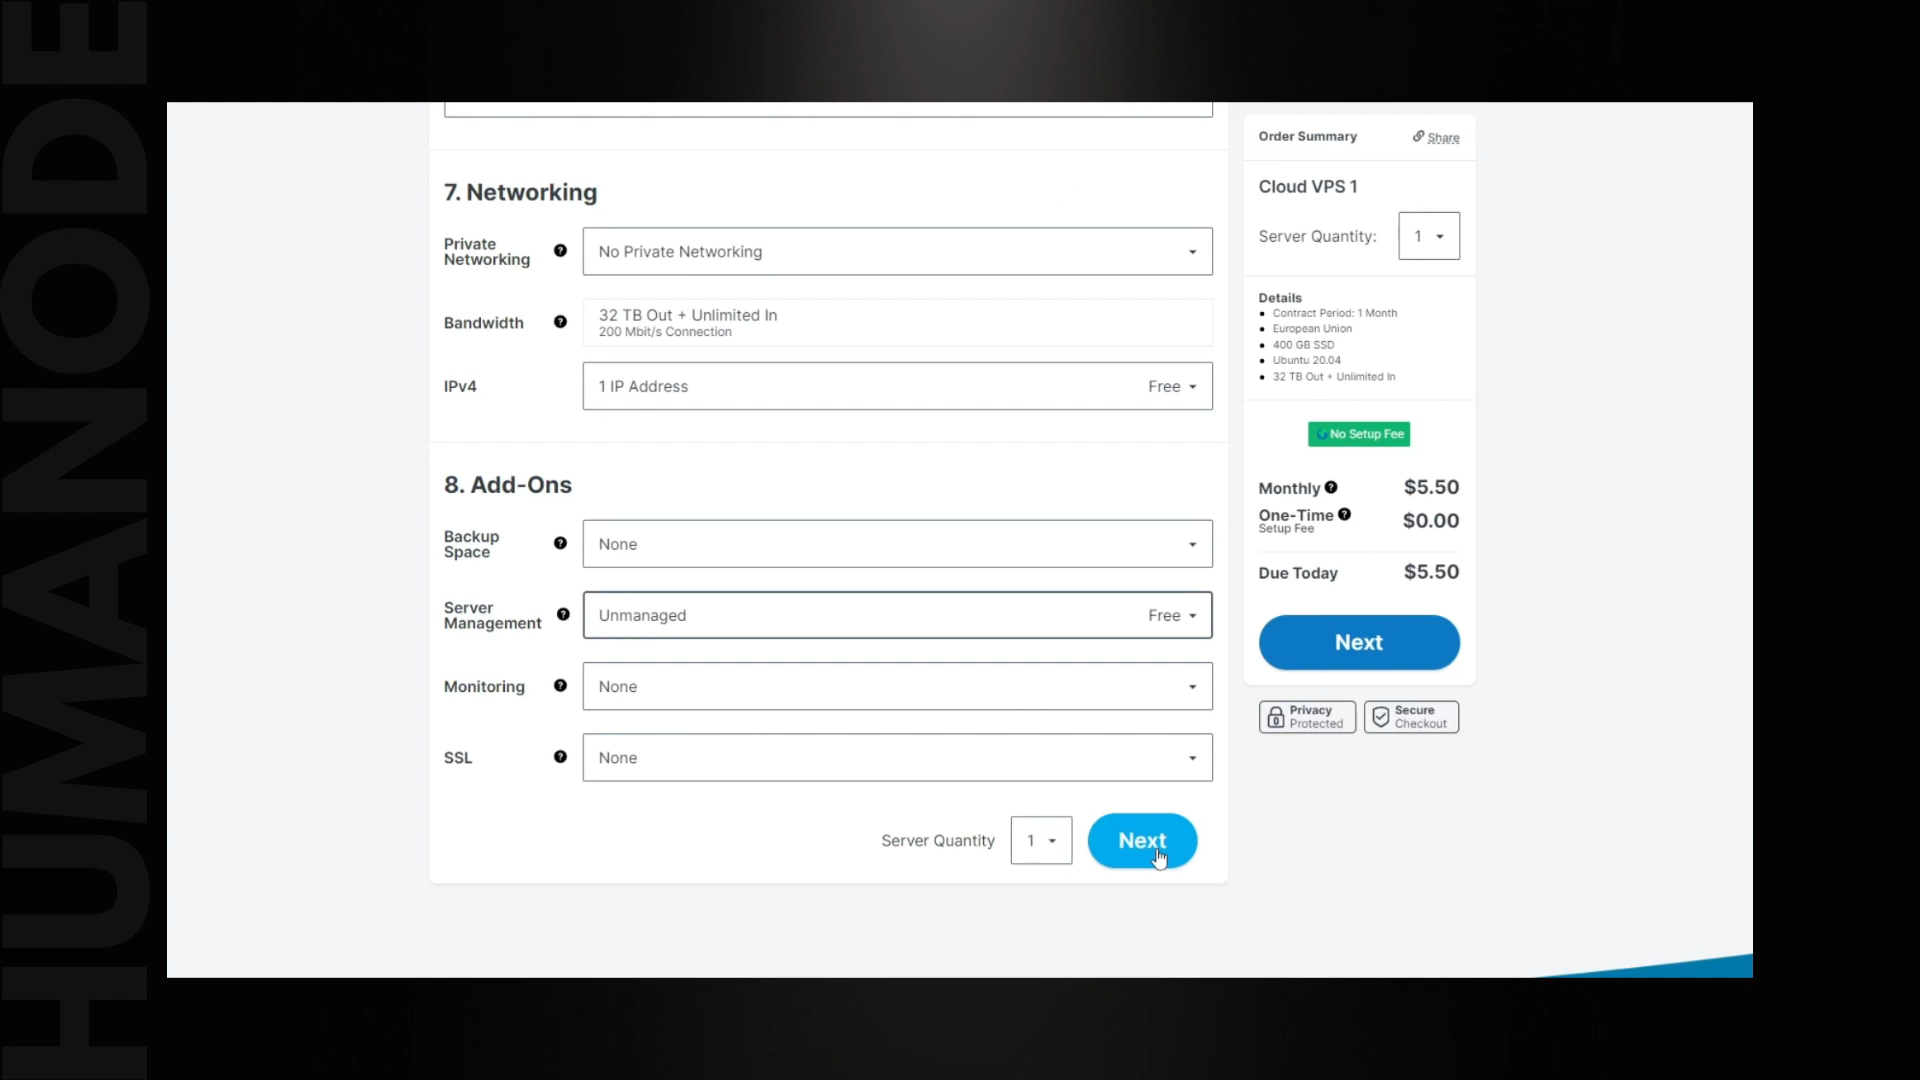 HUMANODE
7. Networking
Private
Networking
No Private Networking
Bandwidth
32 TB Out + Unlimited In
200 Mbit/s Connection
IPv4
1 IP Address
Free
8. Add-Ons
Backup
Space
None
Server
Management
Unmanaged
Free
Monitoring
None
SSL
None
Server Quantity
1
Next
Order Summary
Share
Cloud VPS 1
Server Quantity:
1
Details
Contract Period: 1 Month
European Union
400 GB SSD
Ubuntu 20.04
32 TB Out + Unlimited In
No Setup Fee
Monthly
$5.50
One-Time
Setup Fee
$0.00
Due Today
$5.50
Next
Privacy
Protected
Secure
Checkout